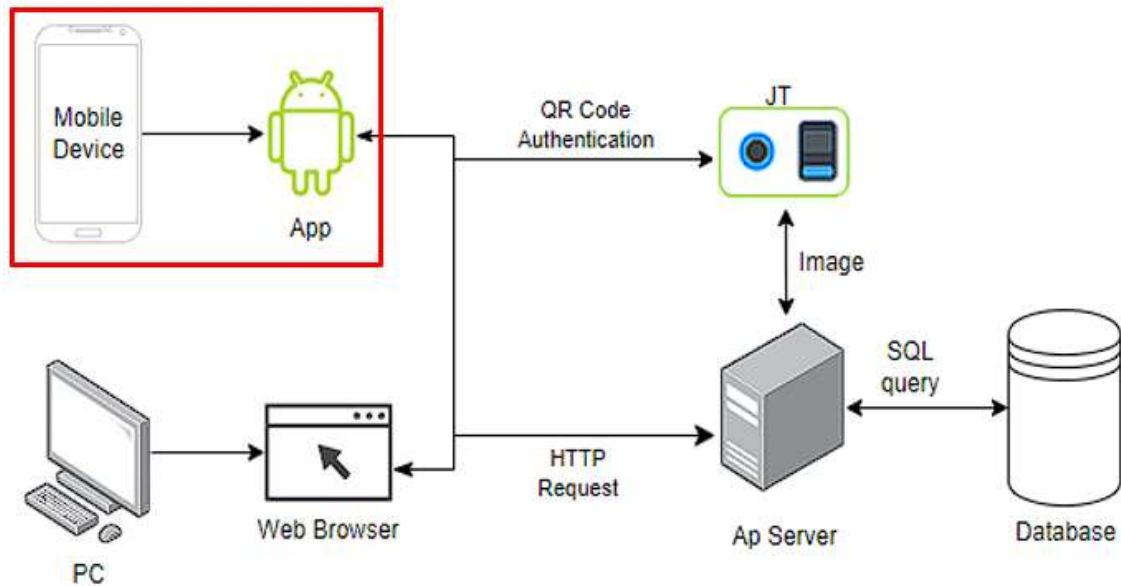 Mobile
Device
App
QR Code
Authentication
JT
Image
SQL
query
HTTP
Request
Web Browser
Ap Server
Database
PC